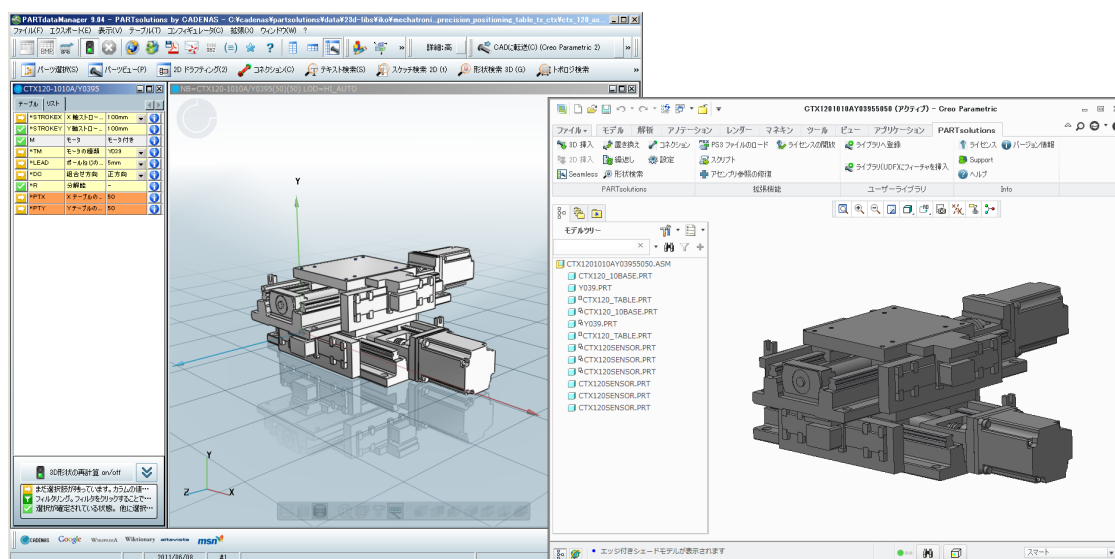 PARTdataManager 9.04 - PARTsolutions by CADENAS - C:¥cadenas¥partsolutions¥data¥23d-libs¥iko¥mechatroni_precision_positioning_table_tx_ctx¥ctx_120_as...
ファイル(F) エクスポート(E) 表示(V) テーブル(T) コンフィギュレータ(C) 拡張(X) ウィンドウ(W) ?
詳細:高 CADに転送(C) (Creo Parametric 2)
パーツ選択(S) パーツビュー(P) 2D ドラフティング(2) コネクション(C) テキスト検索(S) スケッチ検索 2D (t) 形状検索 3D (G) トポロジ検索
CTX120-1010A/Y0395
NB=CTX120-1010A/Y0395(50)(50) LOD=HI_AUTO
テーブル リスト
*STROKEX X 軸ストロー... 100mm
*STROKEY Y軸ストロー... 100mm
M モータ モータ付き
*TM モータの種類 Y039
*LEAD ボールねじの... 5mm
*DC 組合せ方向 正方向
*R 分解能 -
*PTX Xテーブルの... 50
*PTY Yテーブルの... 50
Y
Y
Z
X
3D形状の再計算 on/off
まだ選択肢が残っています。カラムの値...
フィルタリング。フィルタをクリックすることで...
選択が確定されている状態。他に選択...
CADENAS Google Wikipedia Wiktionary altavista msn
2011/06/08 #1
CTX1201010AY03955050 (アクティブ) - Creo Parametric
ファイル モデル 解析 アノテーション レンダー マネキン ツール ビュー アプリケーション PARTsolutions
3D 挿入 置き換え コネクション PS3 ファイルのロード ライセンスの開放 ライブラリへ登録 ライセンス バージョン情報
2D 挿入 繰返し 設定 スクリプト ライブラリ(UDF)にフィーチャを挿入 Support
Seamless 形状検索 アセンブリ参照の修復 ヘルプ
PARTsolutions 拡張機能 ユーザーライブラリ Info
モデルツリー
CTX1201010AY03955050.ASM
CTX120_10BASE.PRT
Y039.PRT
CTX120_TABLE.PRT
CTX120_10BASE.PRT
Y039.PRT
CTX120_TABLE.PRT
CTX120SENSOR.PRT
CTX120SENSOR.PRT
CTX120SENSOR.PRT
CTX120SENSOR.PRT
CTX120SENSOR.PRT
CTX120SENSOR.PRT
エッジ付きシェードモデルが表示されます
スマート